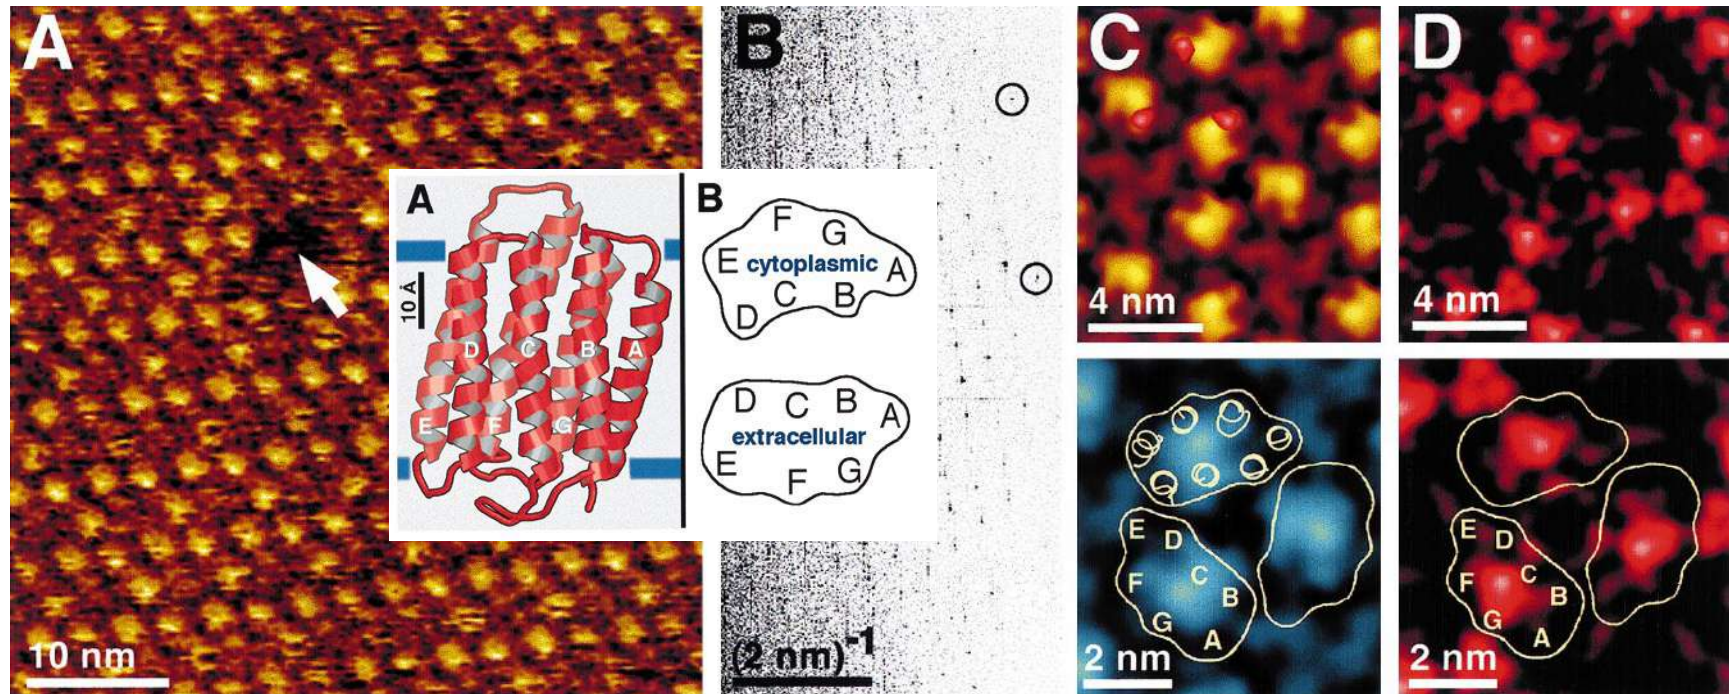 A
10 nm
B
(2 nm)⁻¹
A
10 Å
D C B A
E F G
B
F
G
E cytoplasmic A
C
B
D
D C B
A
extracellular
E
F
G
C
4 nm
D
4 nm
E
D
C
F
B
G
A
2 nm
E
D
C
F
B
G
A
2 nm